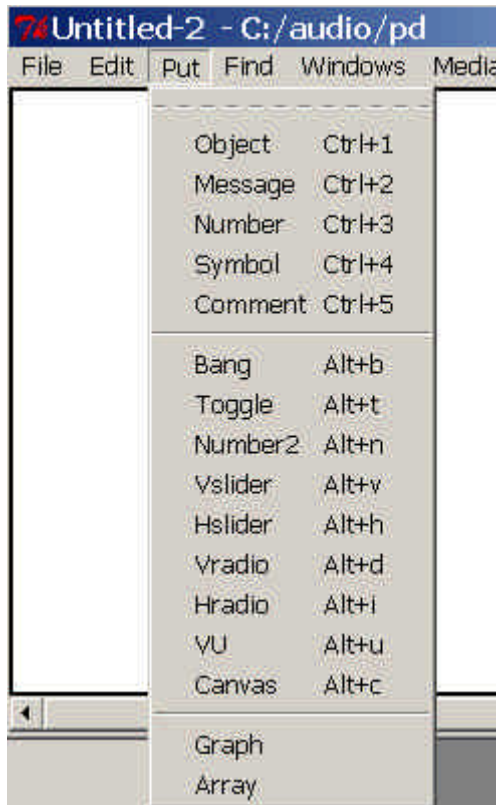 Untitled-2 - C:/audio/pd
File Edit Put Find Windows Media
Object Ctrl+1
Message Ctrl+2
Number Ctrl+3
Symbol Ctrl+4
Comment Ctrl+5
Bang Alt+b
Toggle Alt+t
Number2 Alt+n
Vslider Alt+v
Hslider Alt+h
Vradio Alt+d
Hradio Alt+i
VU Alt+u
Canvas Alt+c
Graph
Array